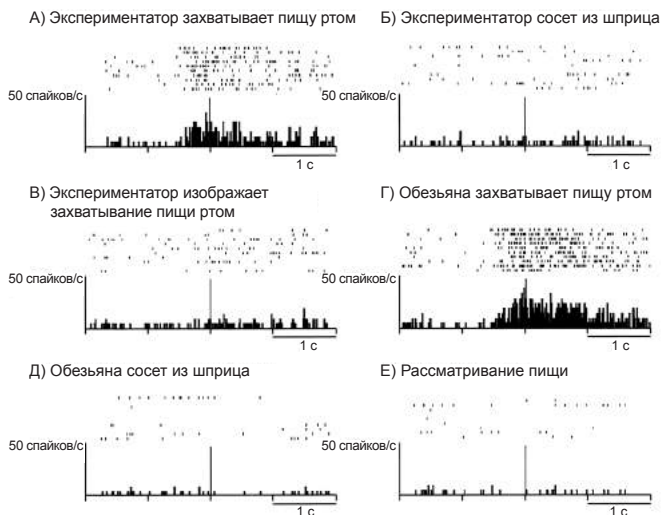 А) Экспериментатор захватывает пищу ртом
50 спайков/с
1 с
Б) Экспериментатор сосет из шприца
50 спайков/с
1 с
В) Экспериментатор изображает
захватывание пищи ртом
50 спайков/с
1 с
Г) Обезьяна захватывает пищу ртом
50 спайков/с
1 с
Д) Обезьяна сосет из шприца
50 спайков/с
1 с
Е) Рассматривание пищи
50 спайков/с
1 с